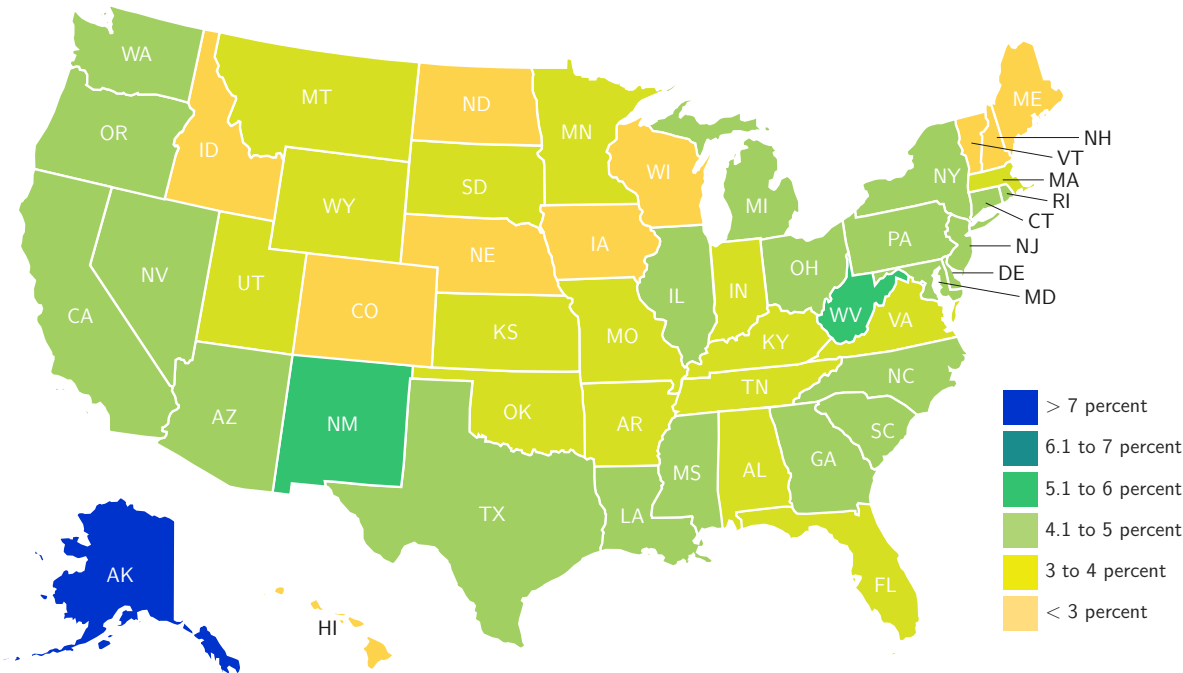 WA
MT
ND
ME
OR
MN
NH
ID
WI
VT
NY
MA
SD
RI
WY
MI
CT
PA
NJ
IA
NE
OH
DE
NV
UT
IN
IL
MD
CO
CA
WV
VA
KS
MO
KY
NC
TN
AZ
NM
OK
AR
SC
GA
MS
AL
TX
LA
AK
FL
HI
> 7 percent
6.1 to 7 percent
5.1 to 6 percent
4.1 to 5 percent
3 to 4 percent
< 3 percent